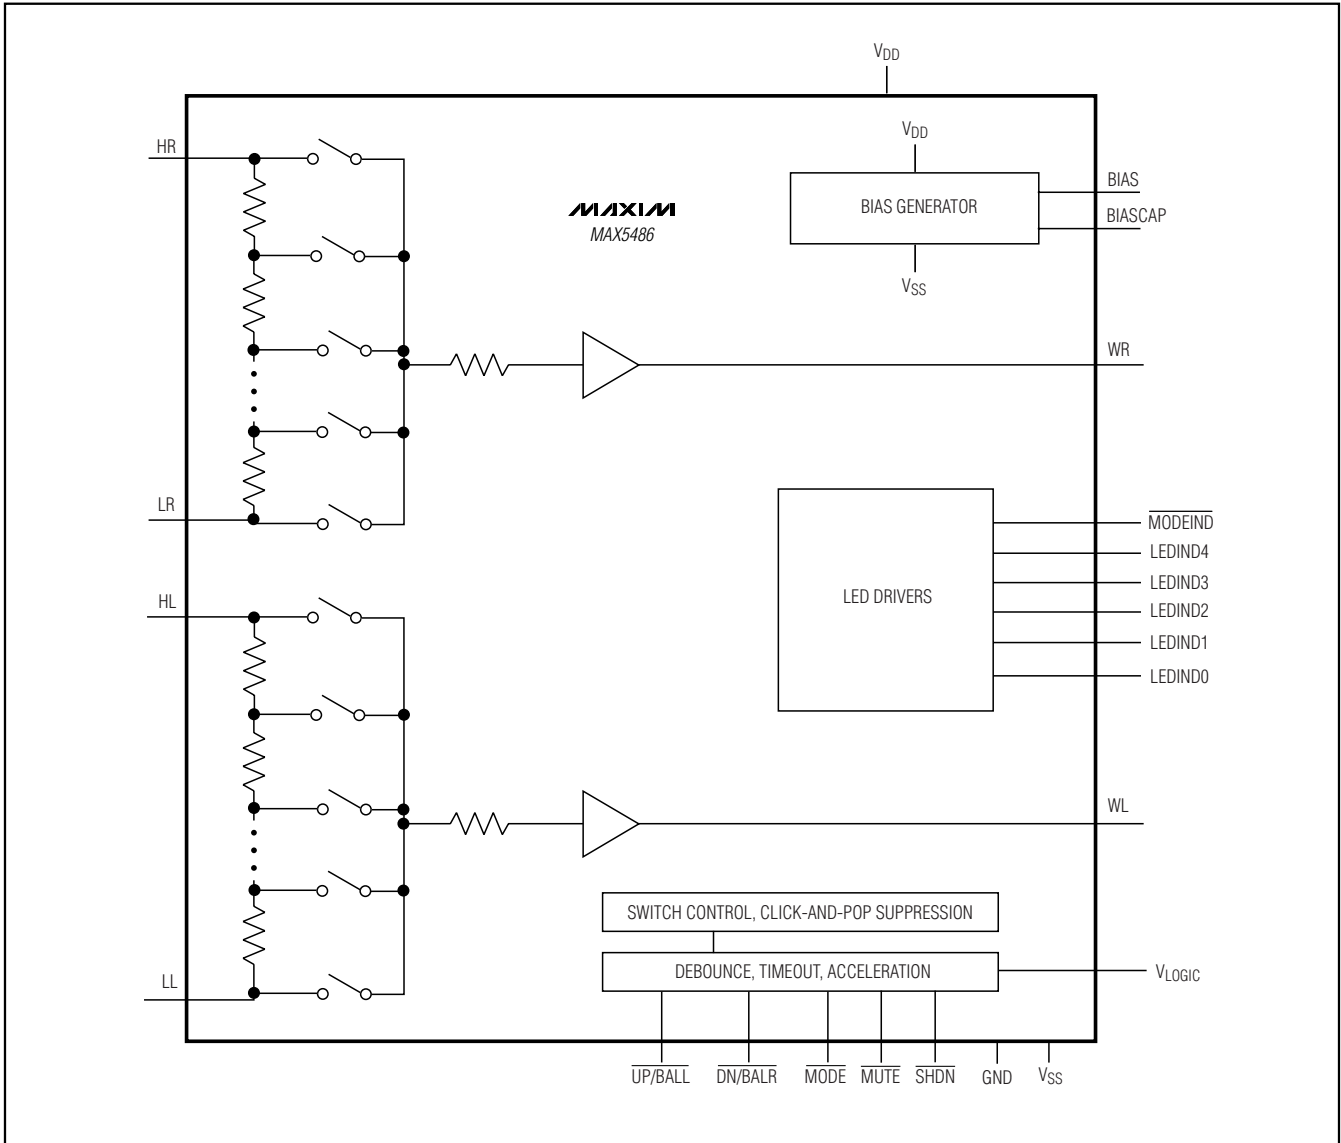 VDD
HR
VDD
BIAS GENERATOR
BIAS
BIASCAP
MAXIM
MAX5486
VSS
WR
LR
MODEIND
LEDIND4
LEDIND3
LEDIND2
LEDIND1
LEDIND0
LED DRIVERS
HL
WL
SWITCH CONTROL, CLICK-AND-POP SUPPRESSION
DEBOUNCE, TIMEOUT, ACCELERATION
VLOGIC
LL
UP/BALL DN/BALR MODE MUTE SHDN GND VSS